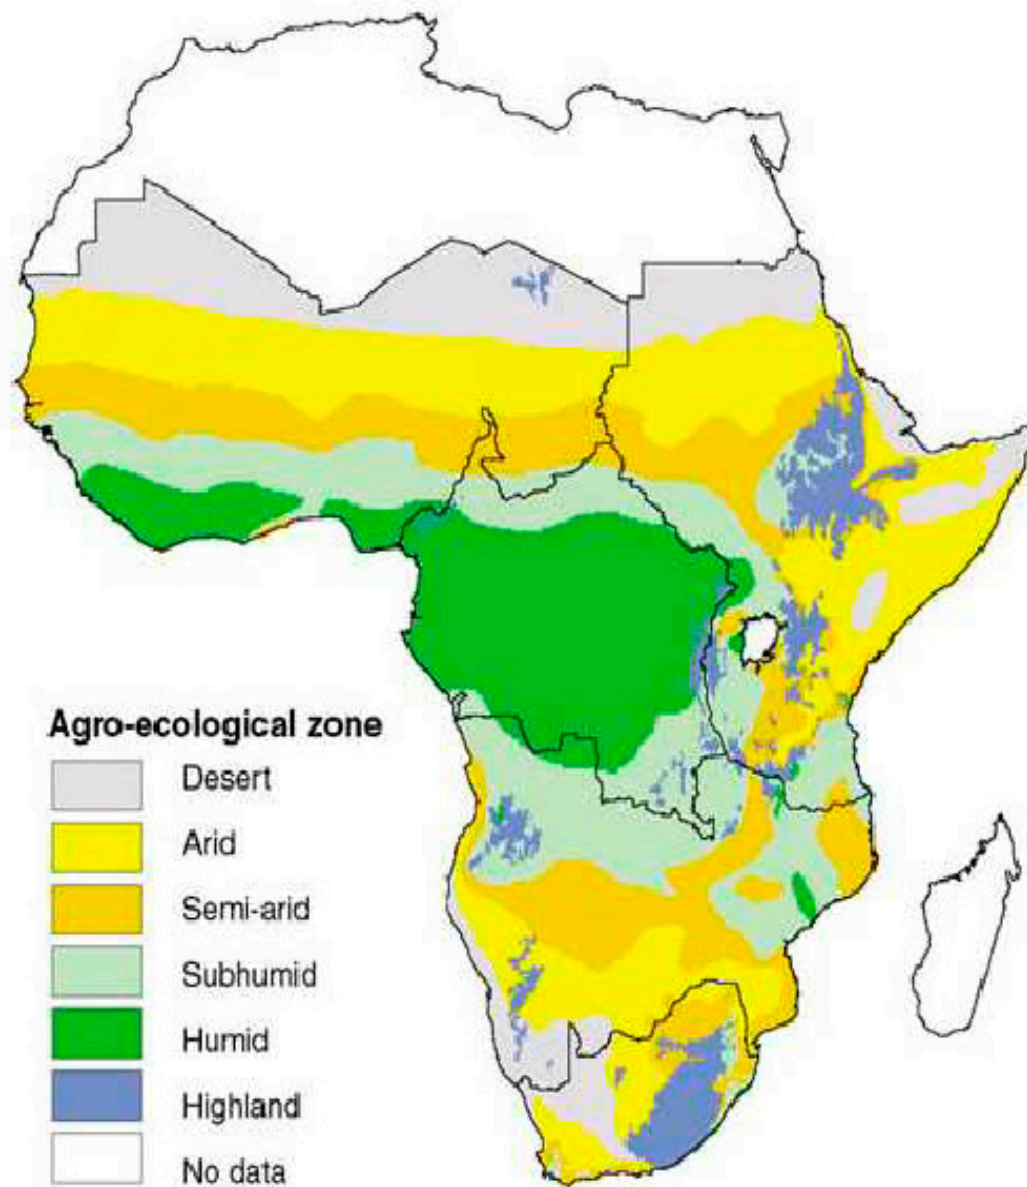 Agro-ecological zone
Desert
Arid
Semi-arid
Subhumid
Humid
Highland
No data